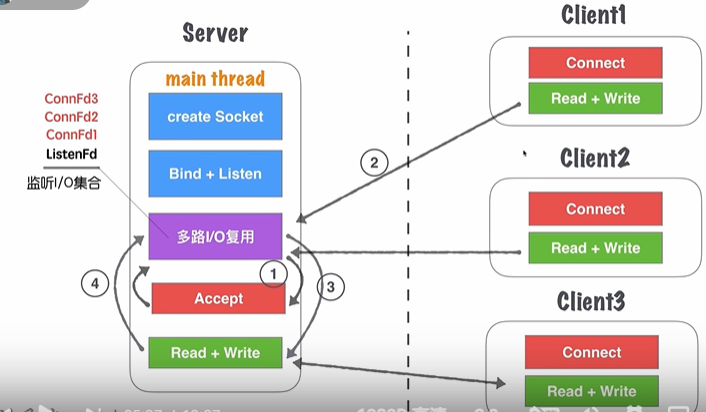 Server
main thread
ConnFd3
ConnFd2
ConnFd1
ListenFd
监听I/O集合
create Socket
Bind + Listen
多路I/O复用
Accept
Read + Write
1
2
3
4
Client1
Connect
Read + Write
Client2
Connect
Read + Write
Client3
Connect
Read + Write